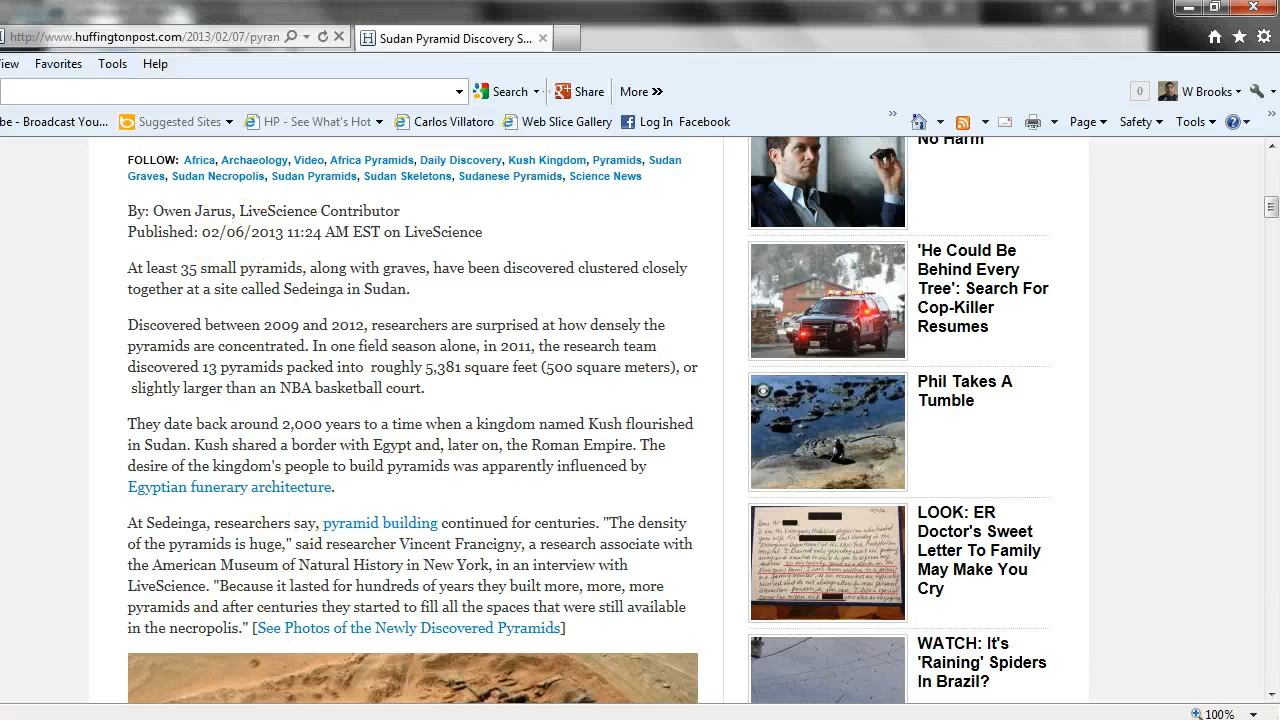 http://www.huffingtonpost.com/2013/02/07/pyran
Sudan Pyramid Discovery S...
iew Favorites Tools Help
Search Share More »
0 W Brooks
be - Broadcast You... Suggested Sites HP - See What's Hot Carlos Villatoro Web Slice Gallery Log In Facebook
Page Safety Tools
FOLLOW: Africa, Archaeology, Video, Africa Pyramids, Daily Discovery, Kush Kingdom, Pyramids, Sudan
Graves, Sudan Necropolis, Sudan Pyramids, Sudan Skeletons, Sudanese Pyramids, Science News
By: Owen Jarus, LiveScience Contributor
Published: 02/06/2013 11:24 AM EST on LiveScience
At least 35 small pyramids, along with graves, have been discovered clustered closely
together at a site called Sedeinga in Sudan.
Discovered between 2009 and 2012, researchers are surprised at how densely the
pyramids are concentrated. In one field season alone, in 2011, the research team
discovered 13 pyramids packed into roughly 5,381 square feet (500 square meters), or
slightly larger than an NBA basketball court.
They date back around 2,000 years to a time when a kingdom named Kush flourished
in Sudan. Kush shared a border with Egypt and, later on, the Roman Empire. The
desire of the kingdom's people to build pyramids was apparently influenced by
Egyptian funerary architecture.
At Sedeinga, researchers say, pyramid building continued for centuries. "The density
of the pyramids is huge," said researcher Vincent Francigny, a research associate with
the American Museum of Natural History in New York, in an interview with
LiveScience. "Because it lasted for hundreds of years they built more, more, more
pyramids and after centuries they started to fill all the spaces that were still available
in the necropolis." [See Photos of the Newly Discovered Pyramids]
No Harm
'He Could Be
Behind Every
Tree': Search For
Cop-Killer
Resumes
Phil Takes A
Tumble
LOOK: ER
Doctor's Sweet
Letter To Family
May Make You
Cry
WATCH: It's
'Raining' Spiders
In Brazil?
100%